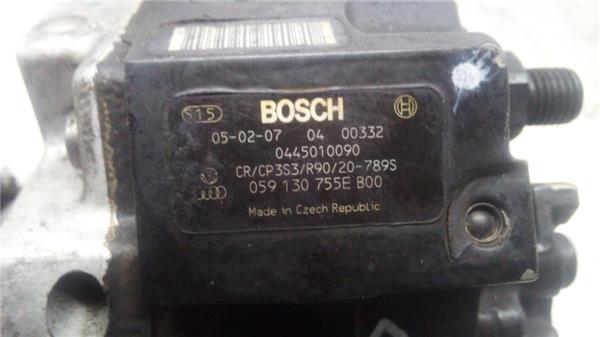 515 BOSCH
05-02-07 04 00332
0445010090
CR/CP3S3/R90/20-789S
059 130 755E B00
Made in Czech Republic